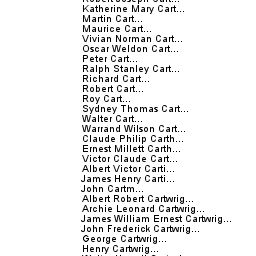 Robert Joseph Cart...
Katherine Mary Cart...
Martin Cart...
Maurice Cart...
Vivian Norman Cart...
Oscar Weldon Cart...
Peter Cart...
Ralph Stanley Cart...
Richard Cart...
Robert Cart...
Roy Cart...
Sydney Thomas Cart...
Walter Cart...
Warrand Wilson Cart...
Claude Philip Carth...
Ernest Millett Carth...
Victor Claude Cart...
Albert Victor Carti...
James Henry Carti...
John Cartm...
Albert Robert Cartwrig...
Archie Leonard Cartwrig...
James William Ernest Cartwrig...
John Frederick Cartwrig...
George Cartwrig...
Henry Cartwrig...